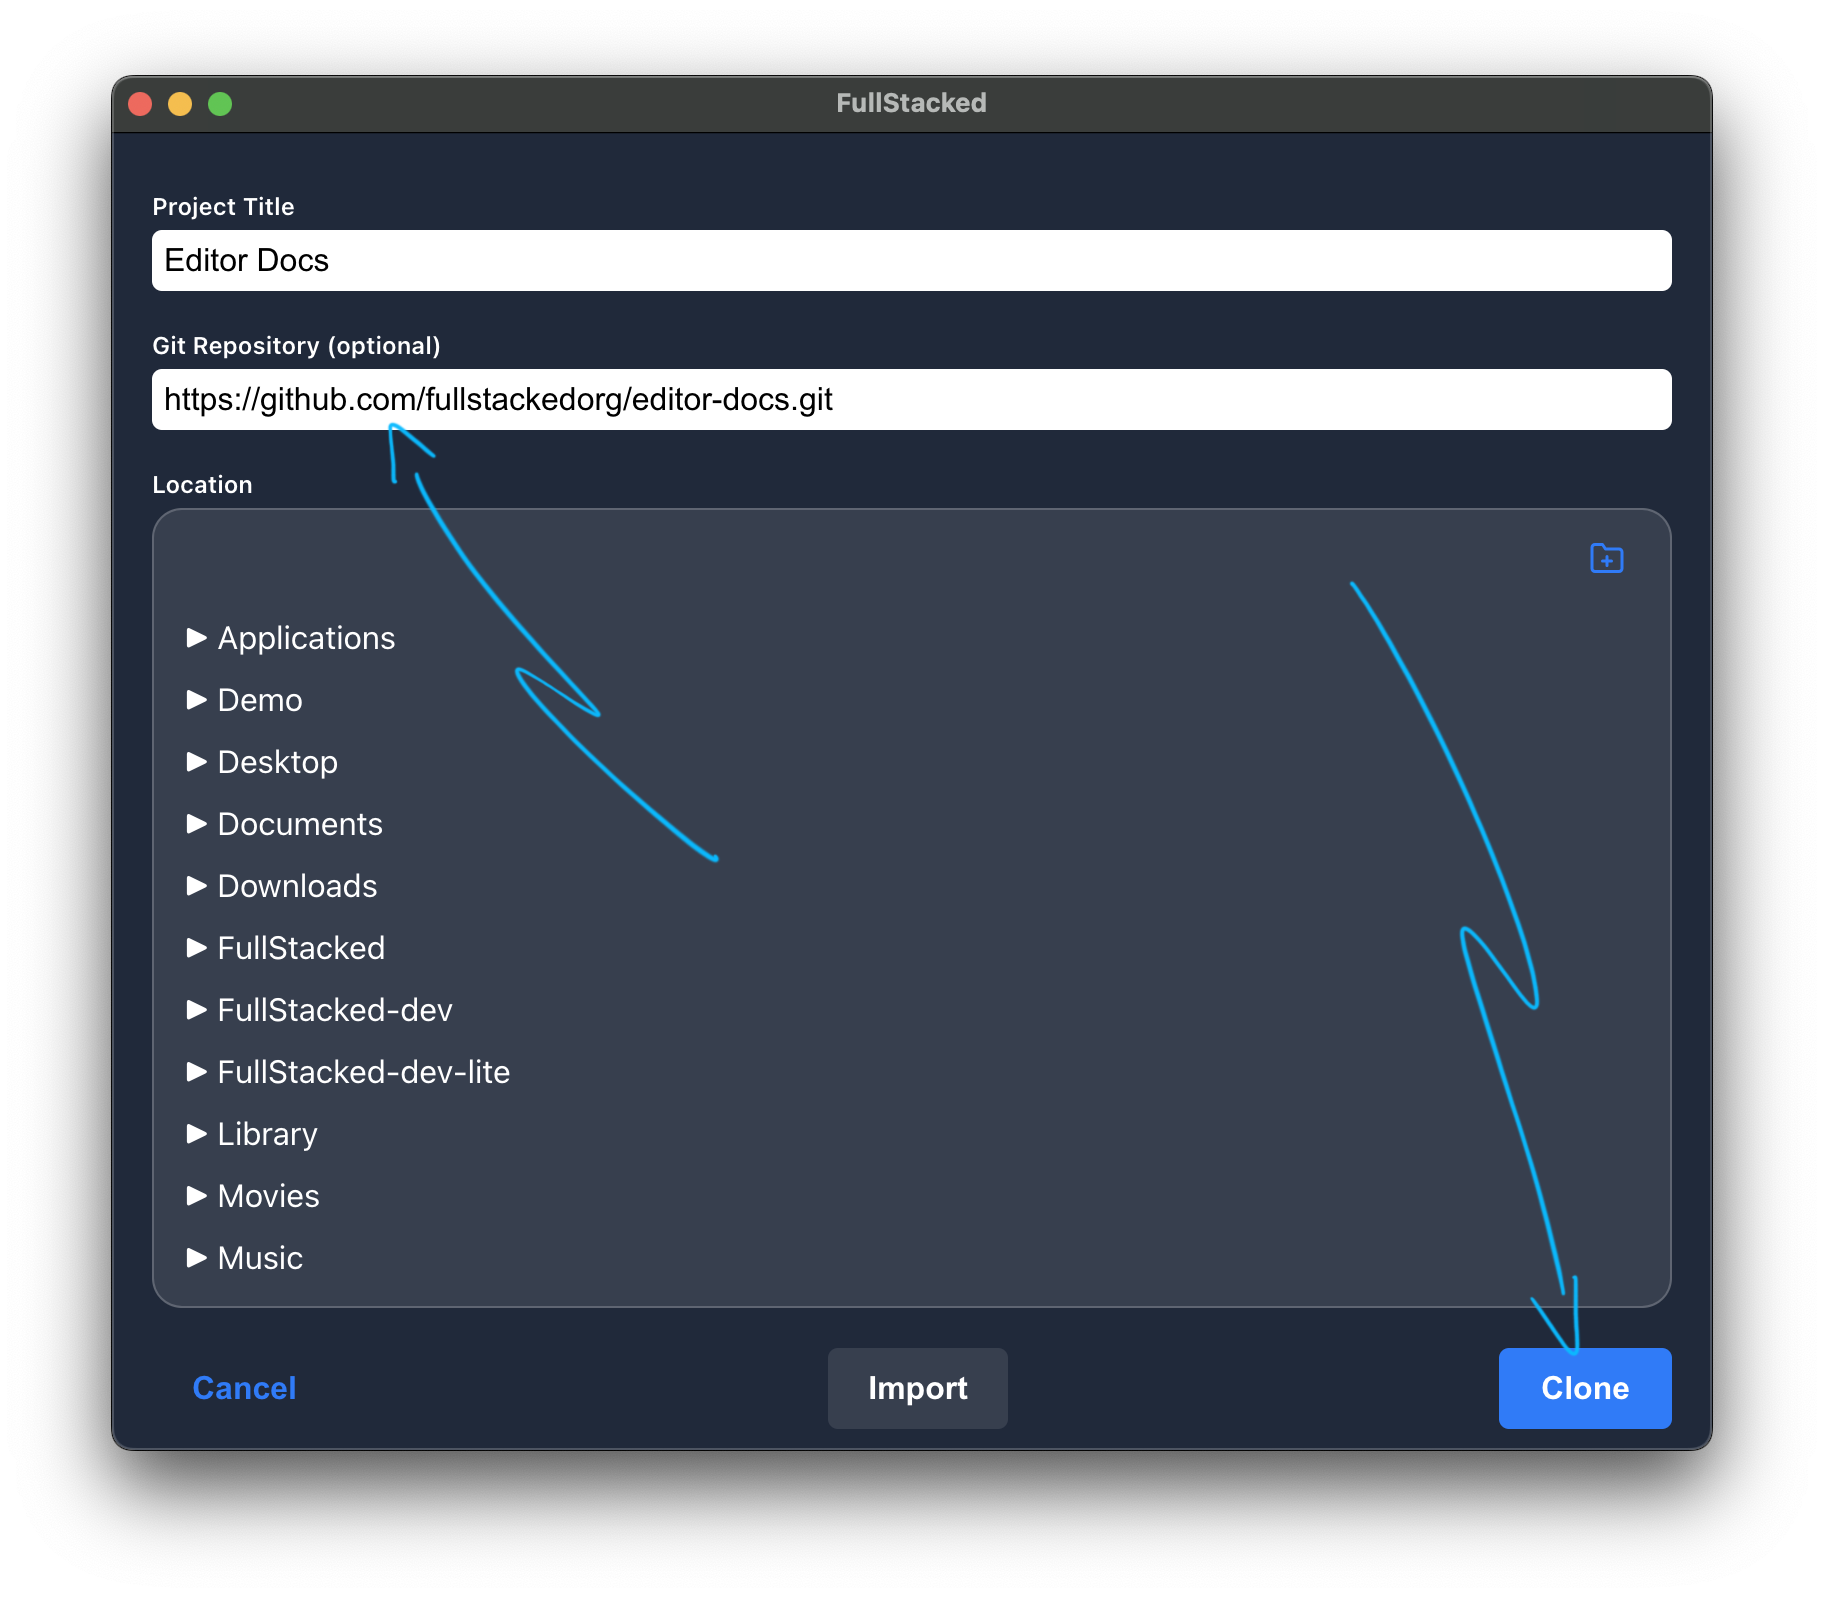 FullStacked
Project Title
Editor Docs
Git Repository (optional)
https://github.com/fullstackedorg/editor-docs.git
Location
Applications
Demo
Desktop
Documents
Downloads
FullStacked
FullStacked-dev
FullStacked-dev-lite
Library
Movies
Music
Cancel
Import
Clone